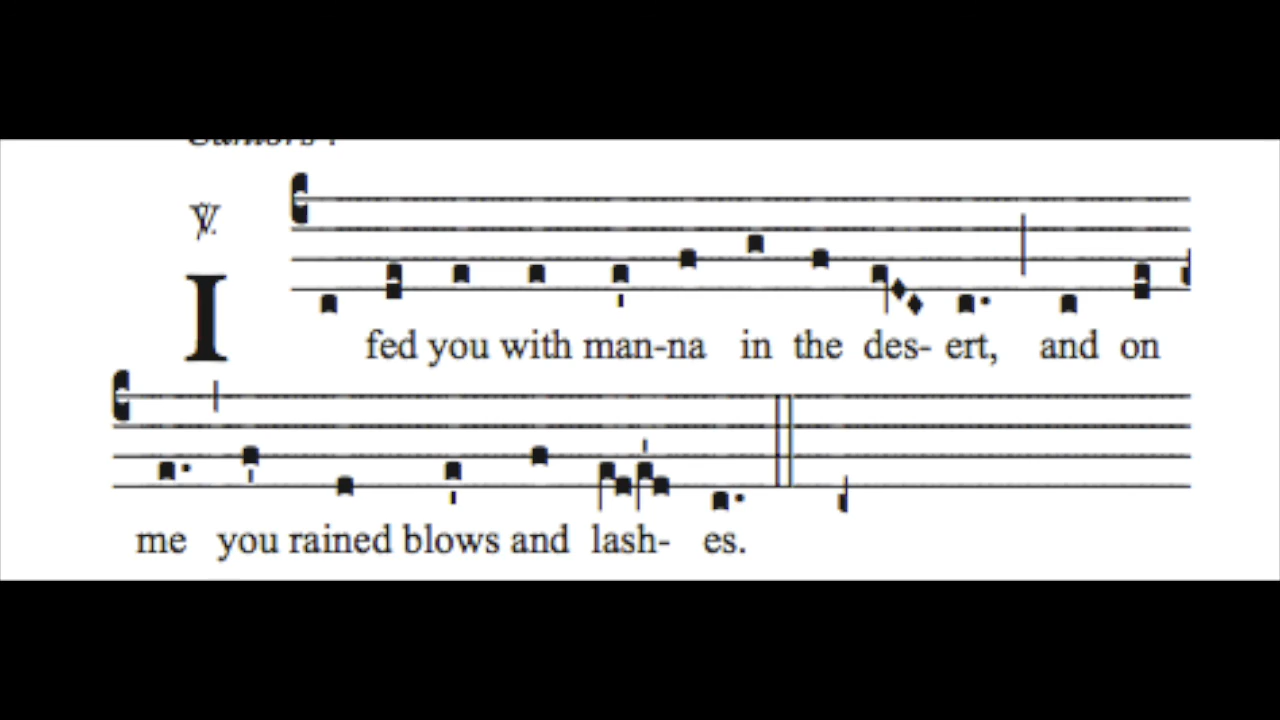 ℣
I fed you with man-na in the des- ert, and on
me you rained blows and lash- es.